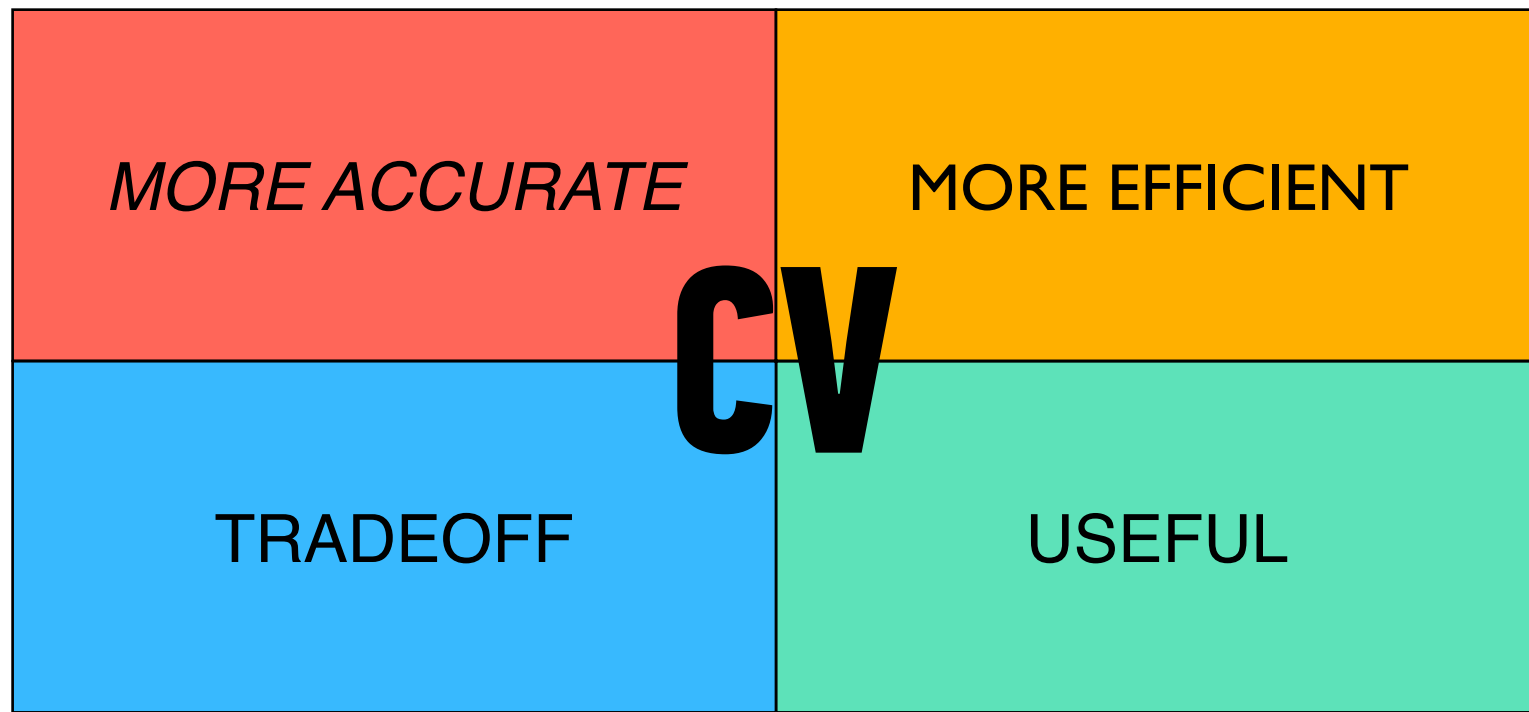 MORE ACCURATE
MORE EFFICIENT
CV
TRADEOFF
USEFUL